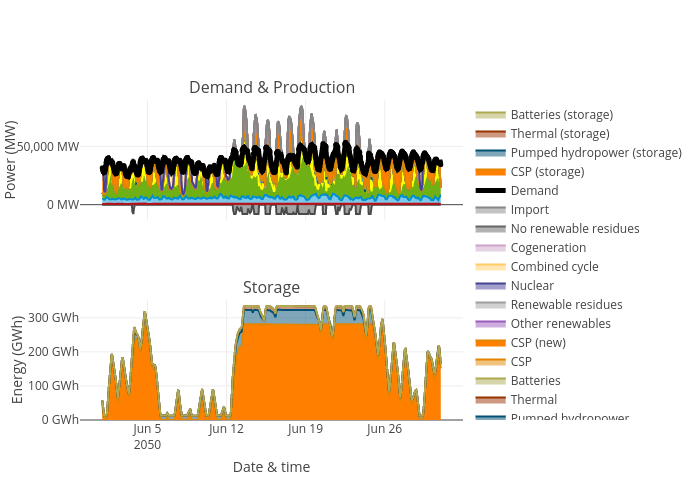 Demand & Production
Power (MW)
50,000 MW
0 MW
Storage
Energy (GWh)
300 GWh
200 GWh
100 GWh
0 GWh
Jun 5
2050
Jun 12
Jun 19
Jun 26
Date & time
Batteries (storage)
Thermal (storage)
Pumped hydropower (storage)
CSP (storage)
Demand
Import
No renewable residues
Cogeneration
Combined cycle
Nuclear
Renewable residues
Other renewables
CSP (new)
CSP
Batteries
Thermal
Pumped hydropower